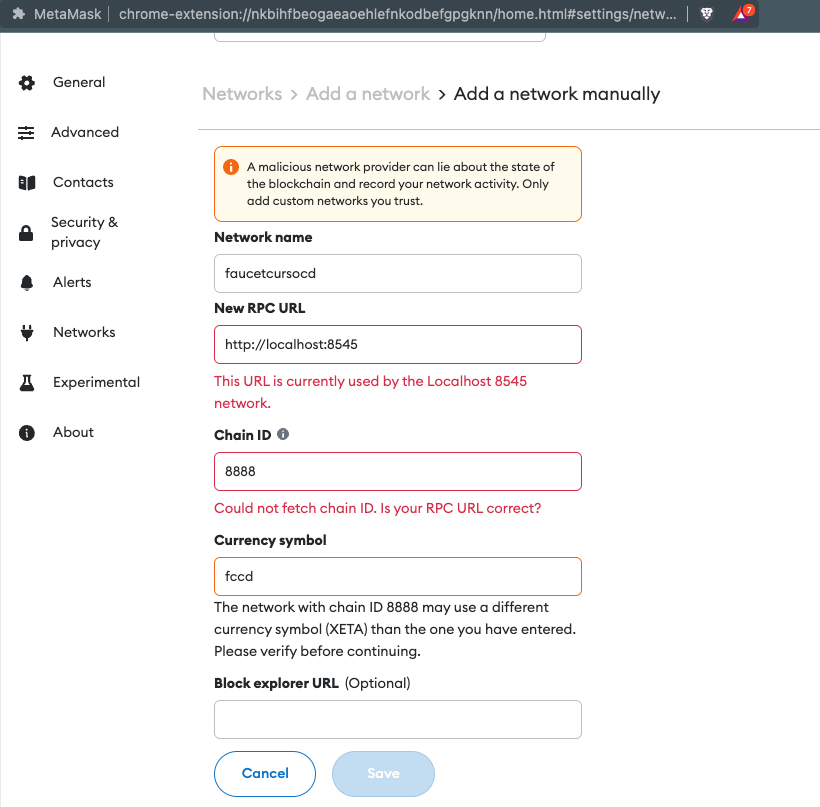 MetaMask chrome-extension://nkbihfbeogaeaoehlefnkodbefgpgknn/home.html#settings/netw... 7
General
Advanced
Contacts
Security &
privacy
Alerts
Networks
Experimental
About
Networks > Add a network > Add a network manually
A malicious network provider can lie about the state of
the blockchain and record your network activity. Only
add custom networks you trust.
Network name
faucetcursocd
New RPC URL
http://localhost:8545
This URL is currently used by the Localhost 8545
network.
Chain ID
8888
Could not fetch chain ID. Is your RPC URL correct?
Currency symbol
fccd
The network with chain ID 8888 may use a different
currency symbol (XETA) than the one you have entered.
Please verify before continuing.
Block explorer URL (Optional)
Cancel Save